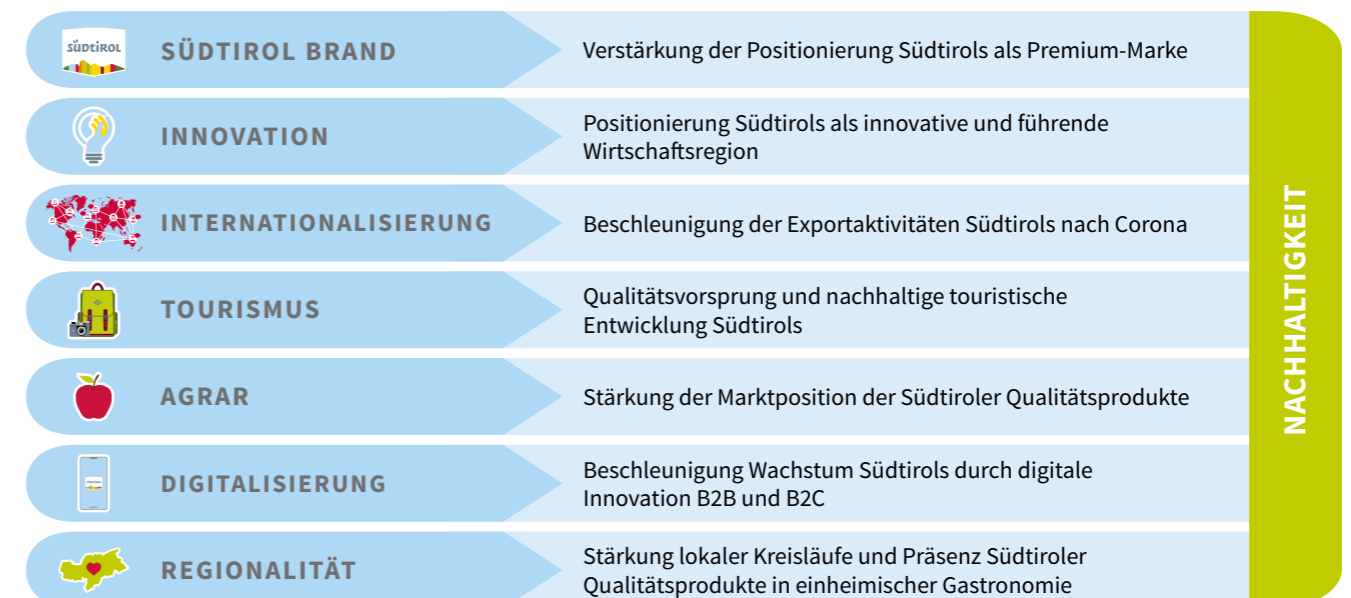 südtirol
SÜDTIROL BRAND
Verstärkung der Positionierung Südtirols als Premium-Marke
INNOVATION
Positionierung Südtirols als innovative und führende
Wirtschaftsregion
INTERNATIONALISIERUNG
Beschleunigung der Exportaktivitäten Südtirols nach Corona
TOURISMUS
Qualitätsvorsprung und nachhaltige touristische
Entwicklung Südtirols
AGRAR
Stärkung der Marktposition der Südtiroler Qualitätsprodukte
DIGITALISIERUNG
Beschleunigung Wachstum Südtirols durch digitale
Innovation B2B und B2C
REGIONALITÄT
Stärkung lokaler Kreisläufe und Präsenz Südtiroler
Qualitätsprodukte in einheimischer Gastronomie
NACHHALTIGKEIT